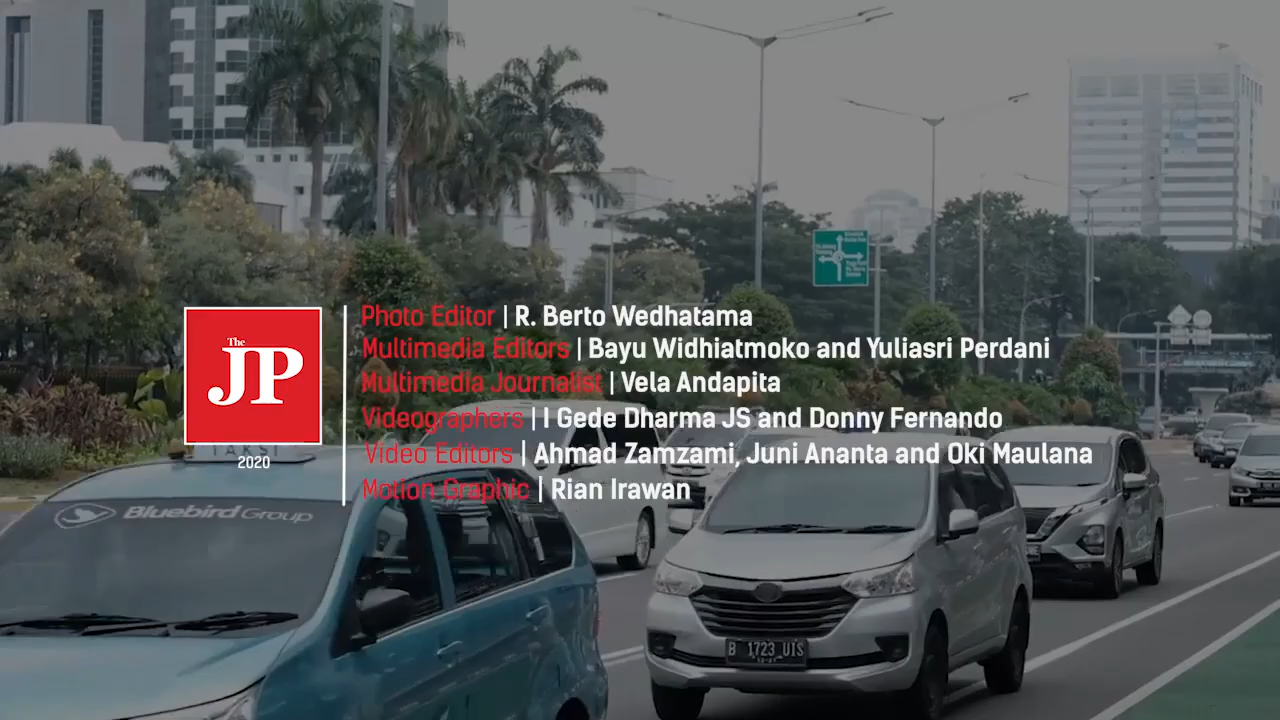 The
JP
2020
Photo Editor | R. Berto Wedhatama
Multimedia Editors | Bayu Widhiatmoko and Yuliasri Perdani
Multimedia Journalist | Vela Andapita
Videographers | I Gede Dharma JS and Donny Fernando
Video Editors | Ahmad Zamzami, Juni Ananta and Oki Maulana
Motion Graphic | Rian Irawan
TAKSI
Bluebird Group
B 1723 UIS